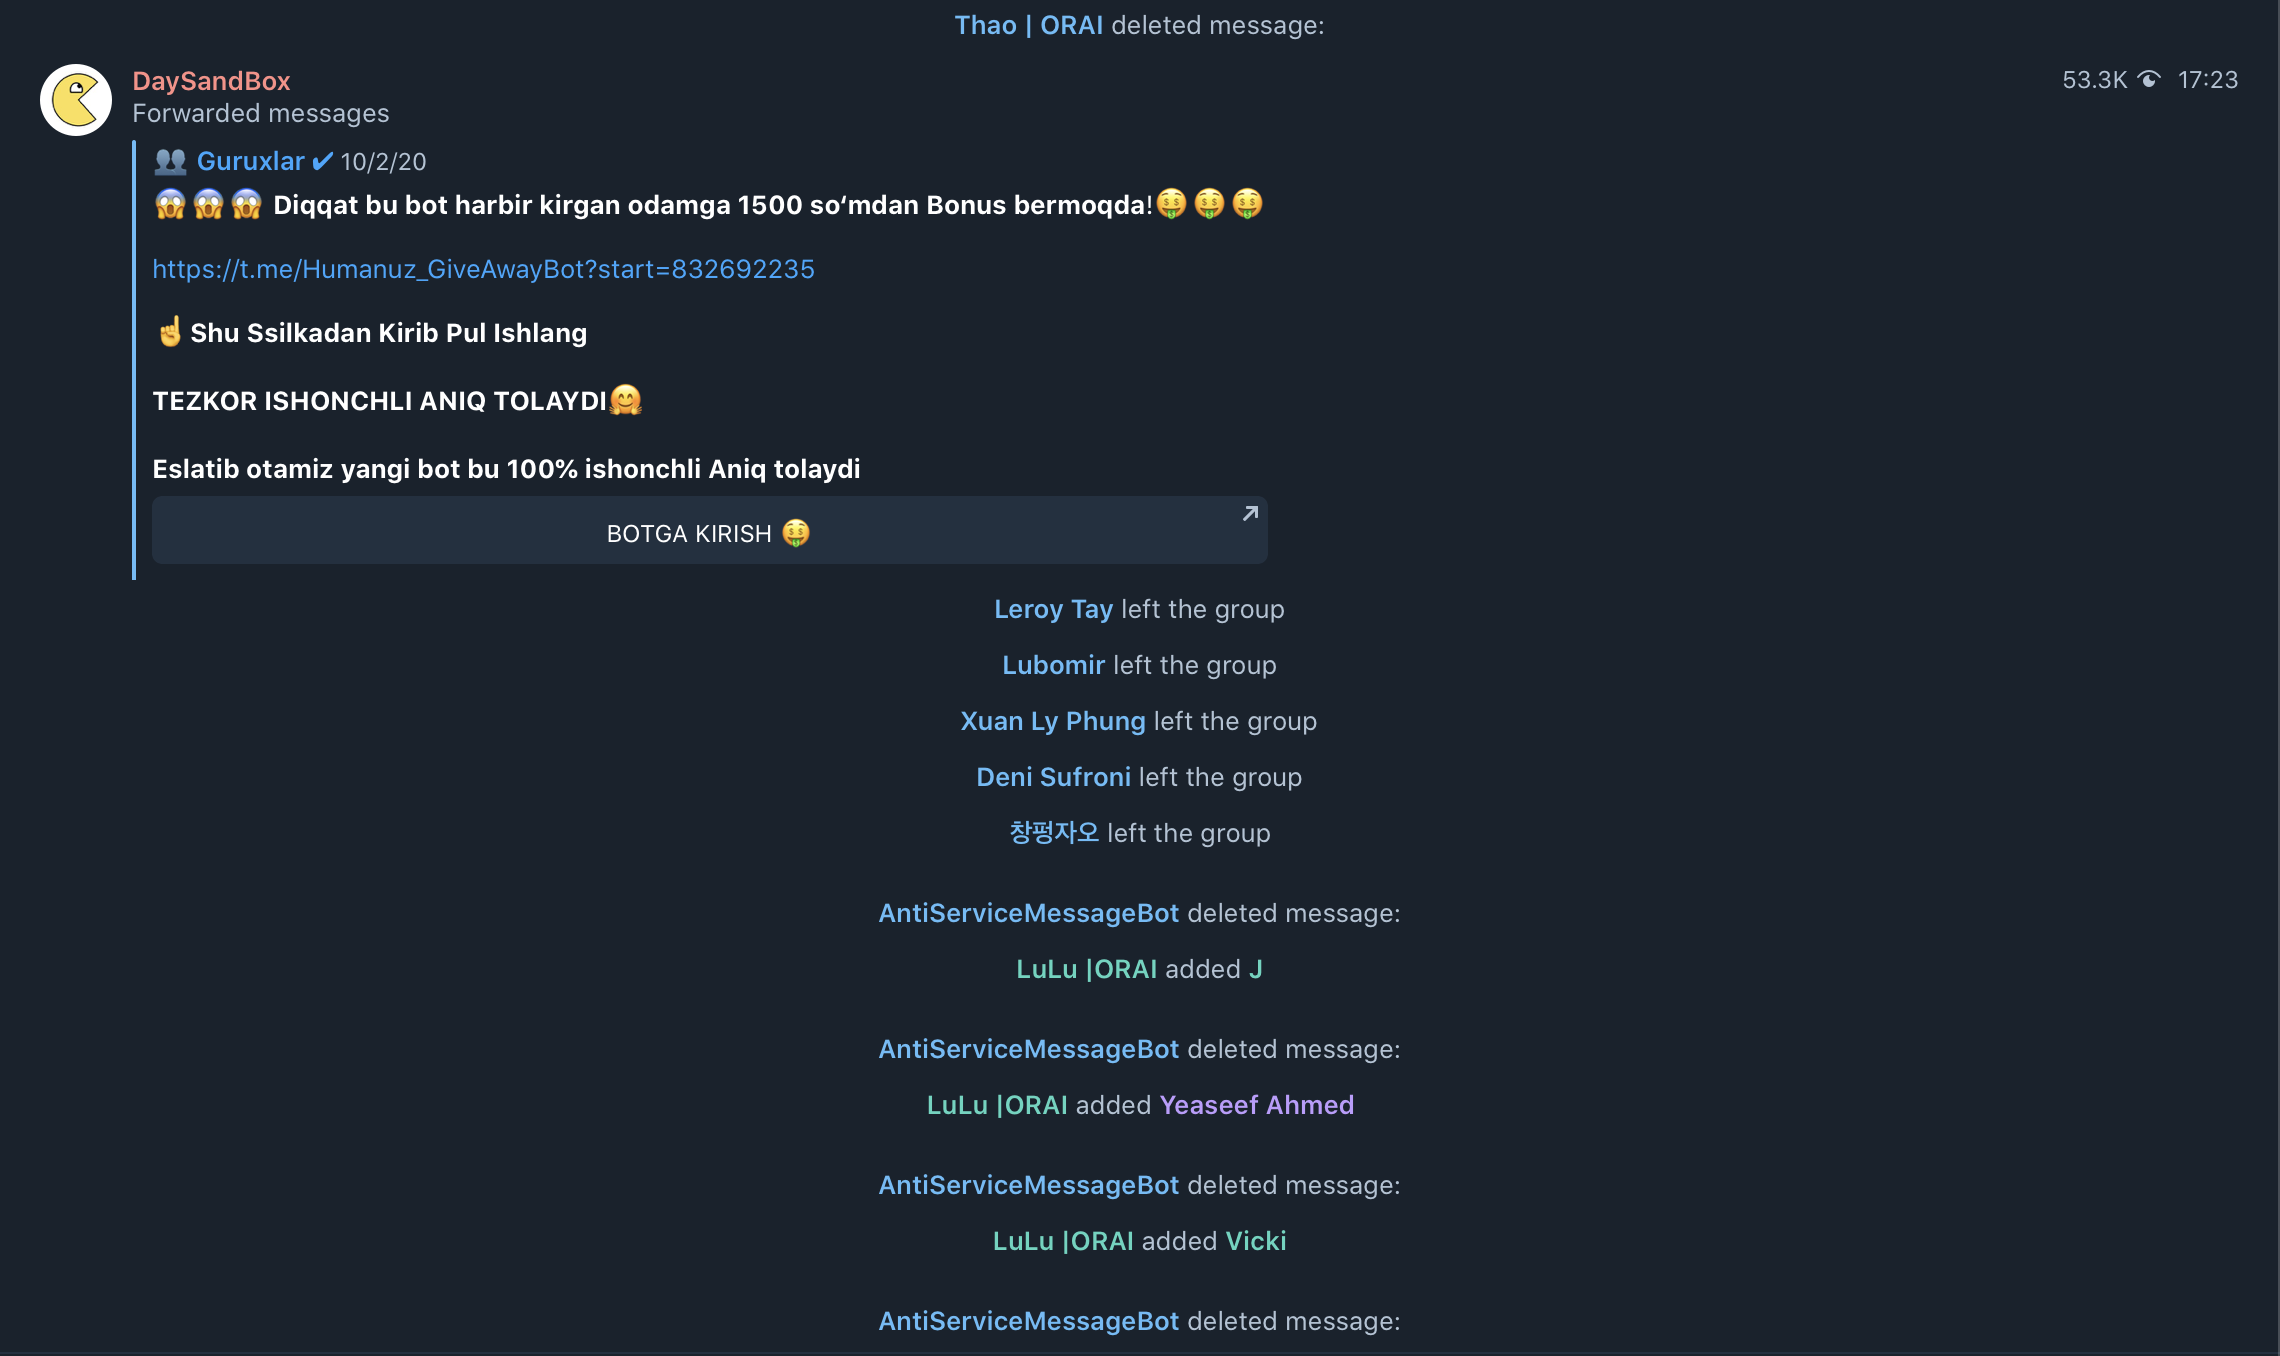 Thao | ORAI deleted message:
DaySandBox
53.3K 17:23
Forwarded messages
👥 Guruxlar ✔ 10/2/20
😱😱😱 Diqqat bu bot harbir kirgan odamga 1500 so‘mdan Bonus bermoqda!🤑🤑🤑
https://t.me/Humanuz_GiveAwayBot?start=832692235
☝Shu Ssilkadan Kirib Pul Ishlang
TEZKOR ISHONCHLI ANIQ TOLAYDI🤗
Eslatib otamiz yangi bot bu 100% ishonchli Aniq tolaydi
BOTGA KIRISH 🤑
Leroy Tay left the group
Lubomir left the group
Xuan Ly Phung left the group
Deni Sufroni left the group
창펑자오 left the group
AntiServiceMessageBot deleted message:
LuLu |ORAI added J
AntiServiceMessageBot deleted message:
LuLu |ORAI added Yeaseef Ahmed
AntiServiceMessageBot deleted message:
LuLu |ORAI added Vicki
AntiServiceMessageBot deleted message: